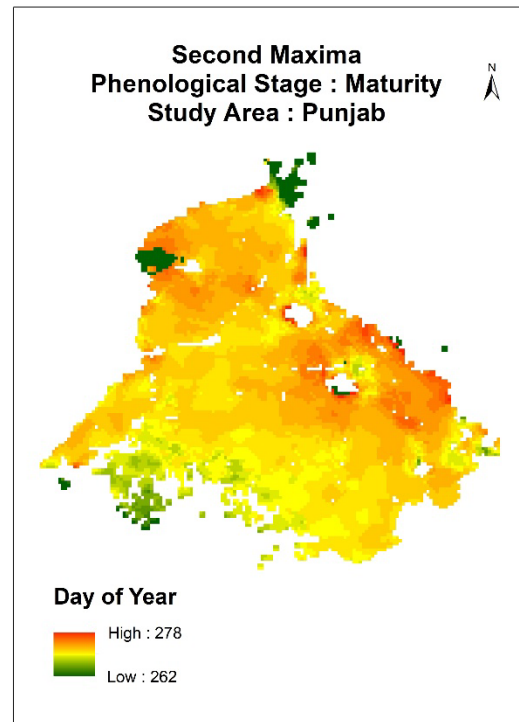 Second Maxima
Phenological Stage : Maturity
Study Area : Punjab
N
Day of Year
High : 278
Low : 262